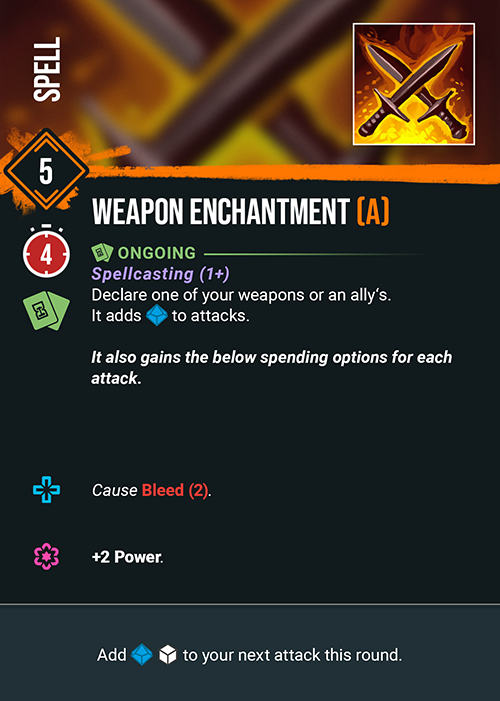 SPELL
5
WEAPON ENCHANTMENT (A)
4
ONGOING
Spellcasting (1+)
Declare one of your weapons or an ally's.
It adds to attacks.
It also gains the below spending options for each
attack.
Cause Bleed (2).
+2 Power.
Add to your next attack this round.